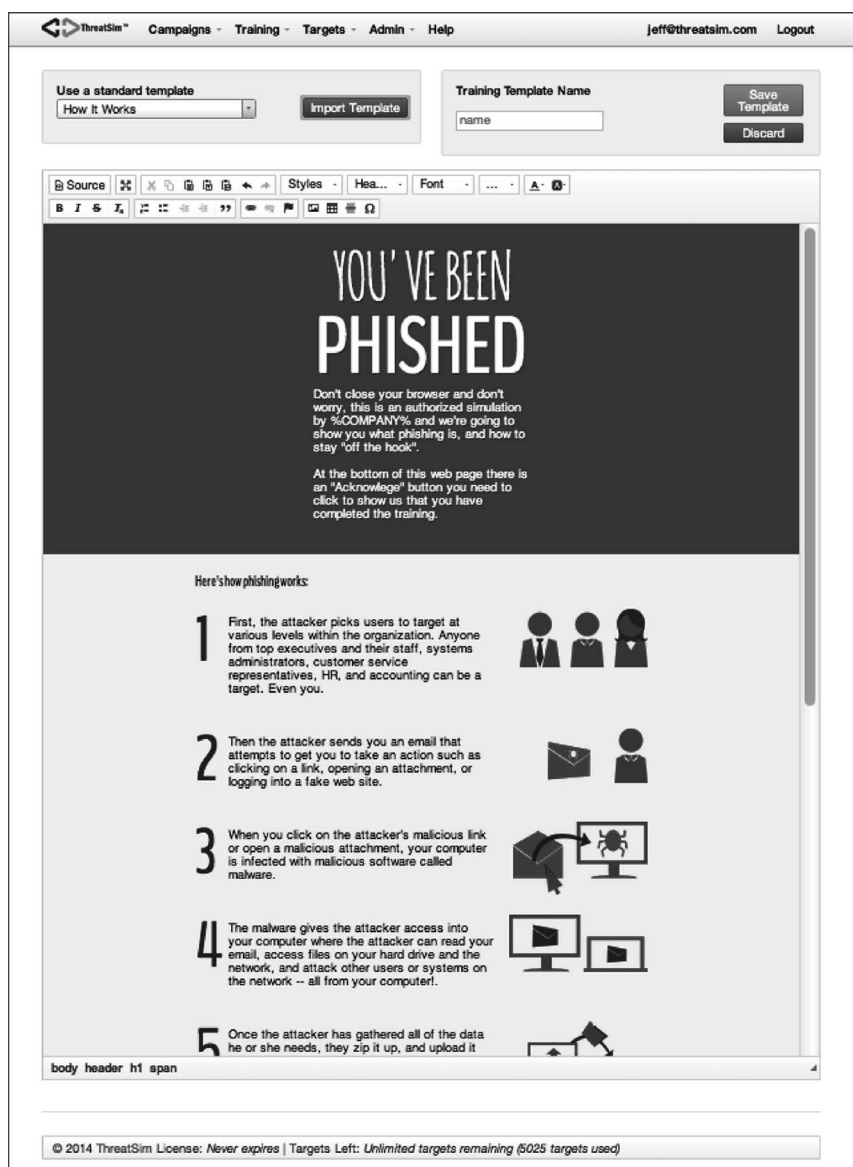 ThreatSim™ Campaigns Training Targets Admin Help jeff@threatsim.com Logout
Use a standard template
How It Works
Import Template
Training Template Name
name
Save Template
Discard
Source Styles Hea... Font ... A A
B I S Tx Ω
YOU'VE BEEN
PHISHED
Don't close your browser and don't
worry, this is an authorized simulation
by %COMPANY% and we're going to
show you what phishing is, and how to
stay "off the hook".
At the bottom of this web page there is
an "Acknowlege" button you need to
click to show us that you have
completed the training.
Here's how phishing works:
1
First, the attacker picks users to target at
various levels within the organization. Anyone
from top executives and their staff, systems
administrators, customer service
representatives, HR, and accounting can be a
target. Even you.
2
Then the attacker sends you an email that
attempts to get you to take an action such as
clicking on a link, opening an attachment, or
logging into a fake web site.
3
When you click on the attacker's malicious link
or open a malicious attachment, your computer
is infected with malicious software called
malware.
4
The malware gives the attacker access into
your computer where the attacker can read your
email, access files on your hard drive and the
network, and attack other users or systems on
the network -- all from your computer!.
5
Once the attacker has gathered all of the data
he or she needs, they zip it up, and upload it
body header h1 span
© 2014 ThreatSim License: Never expires | Targets Left: Unlimited targets remaining (5025 targets used)